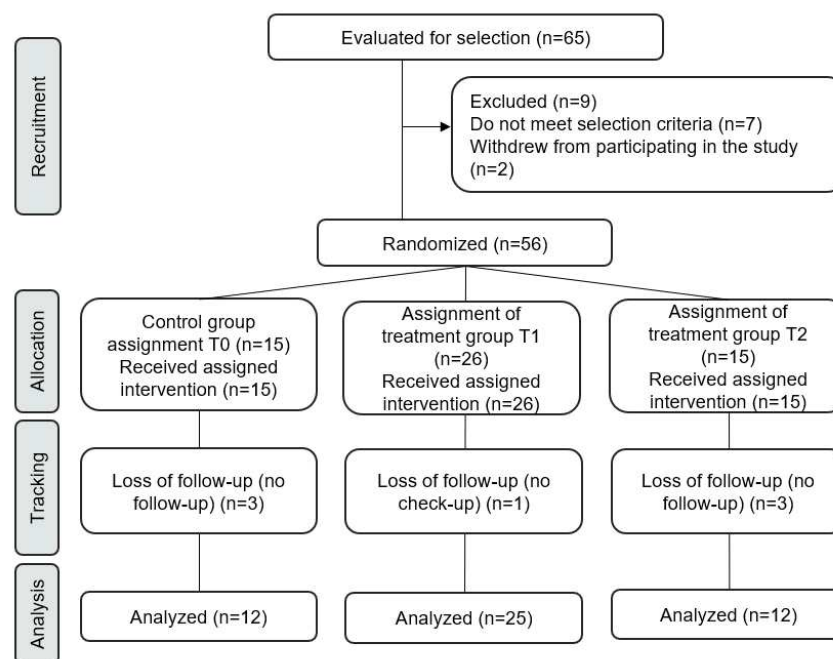 Recruitment
Evaluated for selection (n=65)
Excluded (n=9)
Do not meet selection criteria (n=7)
Withdrew from participating in the study
(n=2)
Randomized (n=56)
Allocation
Control group
assignment T0 (n=15)
Received assigned
intervention (n=15)
Assignment of
treatment group T1
(n=26)
Received assigned
intervention (n=26)
Assignment of
treatment group T2
(n=15)
Received assigned
intervention (n=15)
Tracking
Loss of follow-up (no
follow-up) (n=3)
Loss of follow-up (no
check-up) (n=1)
Loss of follow-up (no
follow-up) (n=3)
Analysis
Analyzed (n=12)
Analyzed (n=25)
Analyzed (n=12)